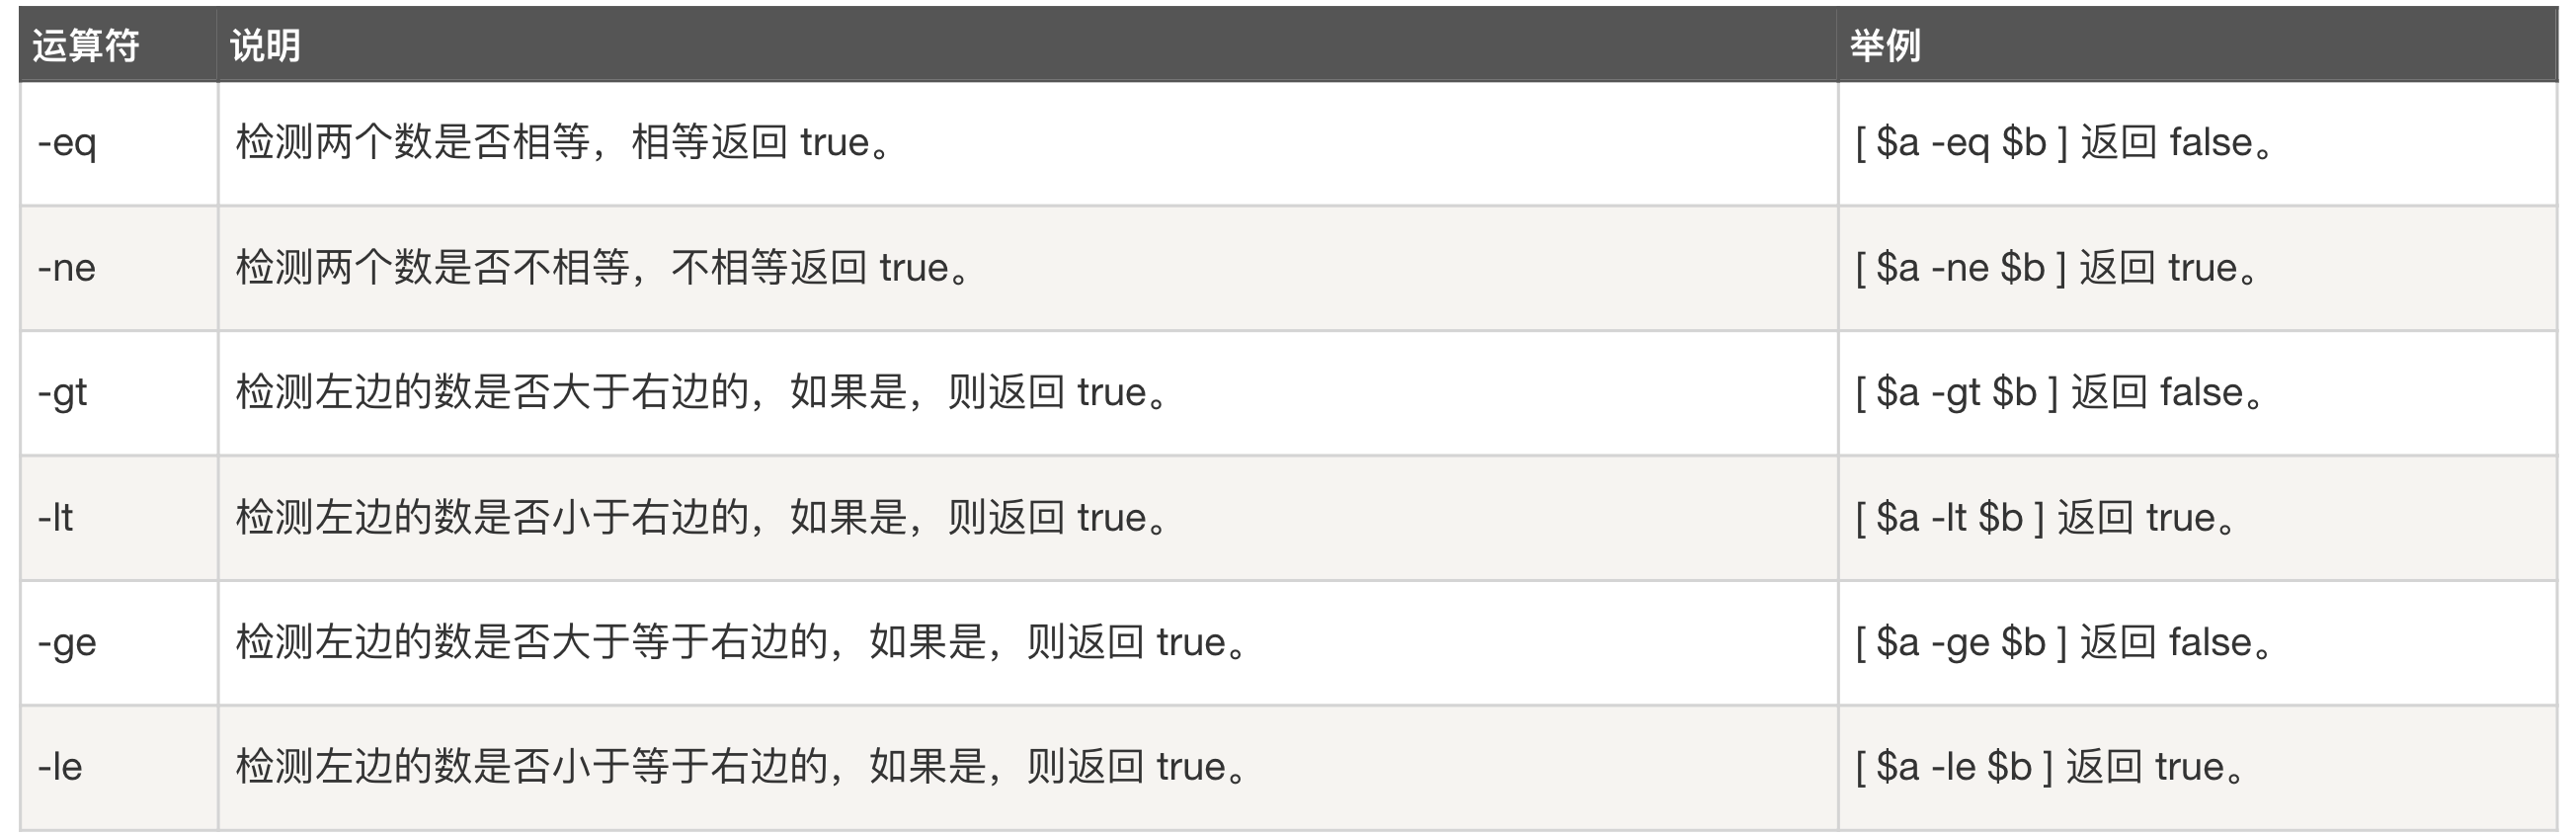 运算符 说明 举例
-eq 检测两个数是否相等，相等返回 true。 [ $a -eq $b ] 返回 false。
-ne 检测两个数是否不相等，不相等返回 true。 [ $a -ne $b ] 返回 true。
-gt 检测左边的数是否大于右边的，如果是，则返回 true。 [ $a -gt $b ] 返回 false。
-lt 检测左边的数是否小于右边的，如果是，则返回 true。 [ $a -lt $b ] 返回 true。
-ge 检测左边的数是否大于等于右边的，如果是，则返回 true。 [ $a -ge $b ] 返回 false。
-le 检测左边的数是否小于等于右边的，如果是，则返回 true。 [ $a -le $b ] 返回 true。